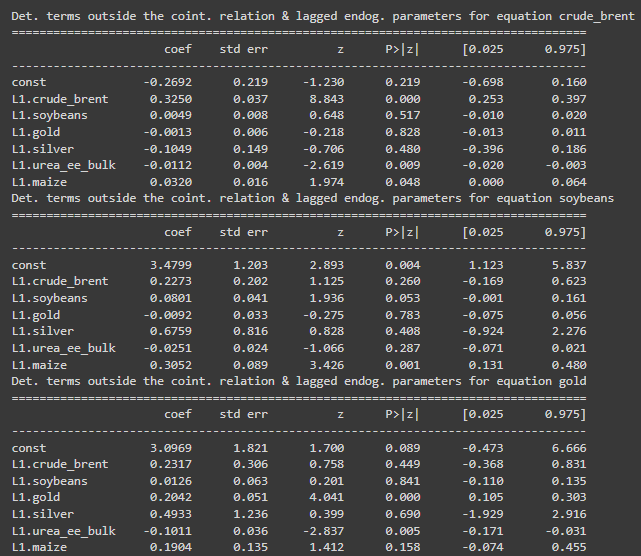 Det. terms outside the coint. relation & lagged endog. parameters for equation crude_brent
==============================================================================
coef std err z P>|z| [0.025 0.975]
------------------------------------------------------------------------------
const -0.2692 0.219 -1.230 0.219 -0.698 0.160
L1.crude_brent 0.3250 0.037 8.843 0.000 0.253 0.397
L1.soybeans 0.0049 0.008 0.648 0.517 -0.010 0.020
L1.gold -0.0013 0.006 -0.218 0.828 -0.013 0.011
L1.silver -0.1049 0.149 -0.706 0.480 -0.396 0.186
L1.urea_ee_bulk -0.0112 0.004 -2.619 0.009 -0.020 -0.003
L1.maize 0.0320 0.016 1.974 0.048 0.000 0.064
Det. terms outside the coint. relation & lagged endog. parameters for equation soybeans
==============================================================================
coef std err z P>|z| [0.025 0.975]
------------------------------------------------------------------------------
const 3.4799 1.203 2.893 0.004 1.123 5.837
L1.crude_brent 0.2273 0.202 1.125 0.260 -0.169 0.623
L1.soybeans 0.0801 0.041 1.936 0.053 -0.001 0.161
L1.gold -0.0092 0.033 -0.275 0.783 -0.075 0.056
L1.silver 0.6759 0.816 0.828 0.408 -0.924 2.276
L1.urea_ee_bulk -0.0251 0.024 -1.066 0.287 -0.071 0.021
L1.maize 0.3052 0.089 3.426 0.001 0.131 0.480
Det. terms outside the coint. relation & lagged endog. parameters for equation gold
==============================================================================
coef std err z P>|z| [0.025 0.975]
------------------------------------------------------------------------------
const 3.0969 1.821 1.700 0.089 -0.473 6.666
L1.crude_brent 0.2317 0.306 0.758 0.449 -0.368 0.831
L1.soybeans 0.0126 0.063 0.201 0.841 -0.110 0.135
L1.gold 0.2042 0.051 4.041 0.000 0.105 0.303
L1.silver 0.4933 1.236 0.399 0.690 -1.929 2.916
L1.urea_ee_bulk -0.1011 0.036 -2.837 0.005 -0.171 -0.031
L1.maize 0.1904 0.135 1.412 0.158 -0.074 0.455